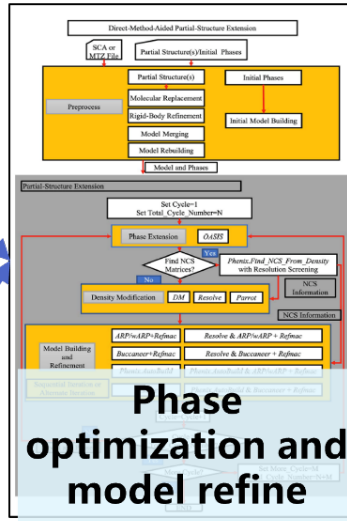 Direct-Method-Aided Partial-Structure Extension
SCA or
MTZ File
Partial Structure(s)/Initial Phases
Partial Structure(s)
Initial Phases
Molecular Replacement
Rigid-Body Refinement
Preprocess
Initial Model Building
Model Merging
Model Rebuilding
Model and Phases
Partial-Structure Extension
Set Cycle=1
Set Total_Cycle_Number=N
Phase Extension
OASIS
Yes
Find NCS
Matrices?
Phenix.Find_NCS_From_Density
with Resolution Screening
No
NCS
Information
Density Modification
DM
Resolve
Parrot
NCS Information
ARP/wARP+Refmac
Resolve & ARP/wARP + Refmac
Model Building
and
Refinement
Buccaneer+Refmac
Resolve & Buccaneer + Refmac
Phase
optimization and
model refine